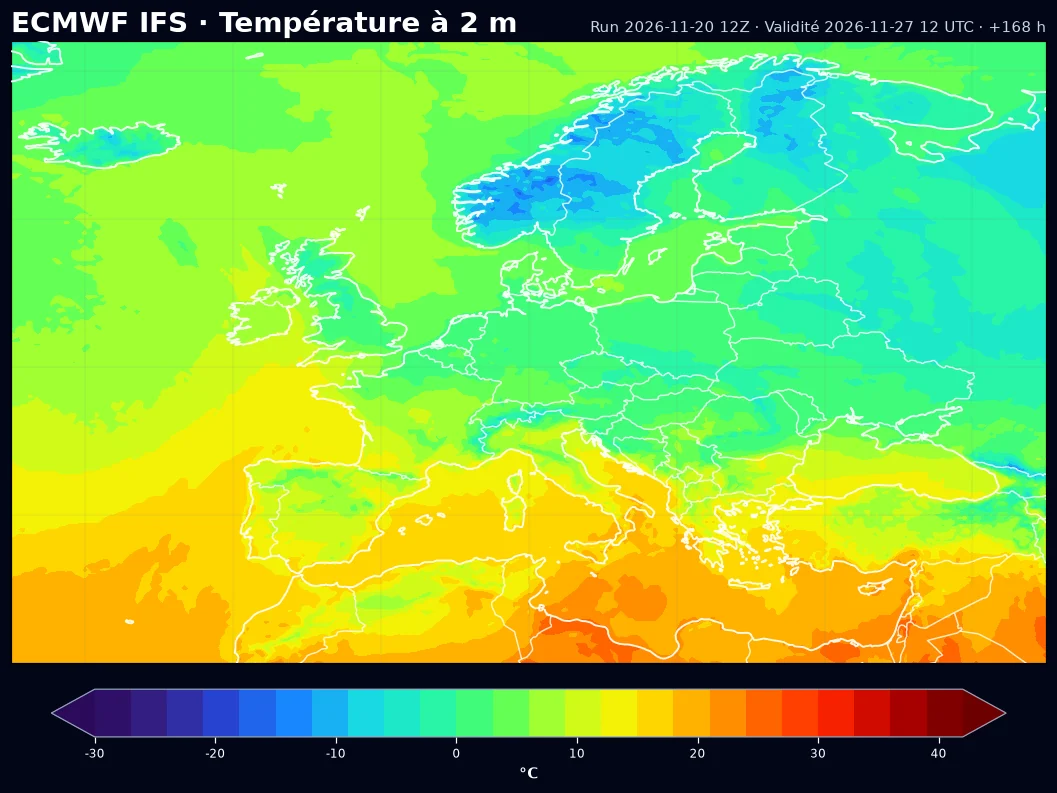 ECMWF IFS · Température à 2 m
Run 2026-11-20 12Z · Validité 2026-11-27 12 UTC · +168 h
-30 -20 -10 0 10 20 30 40
°C